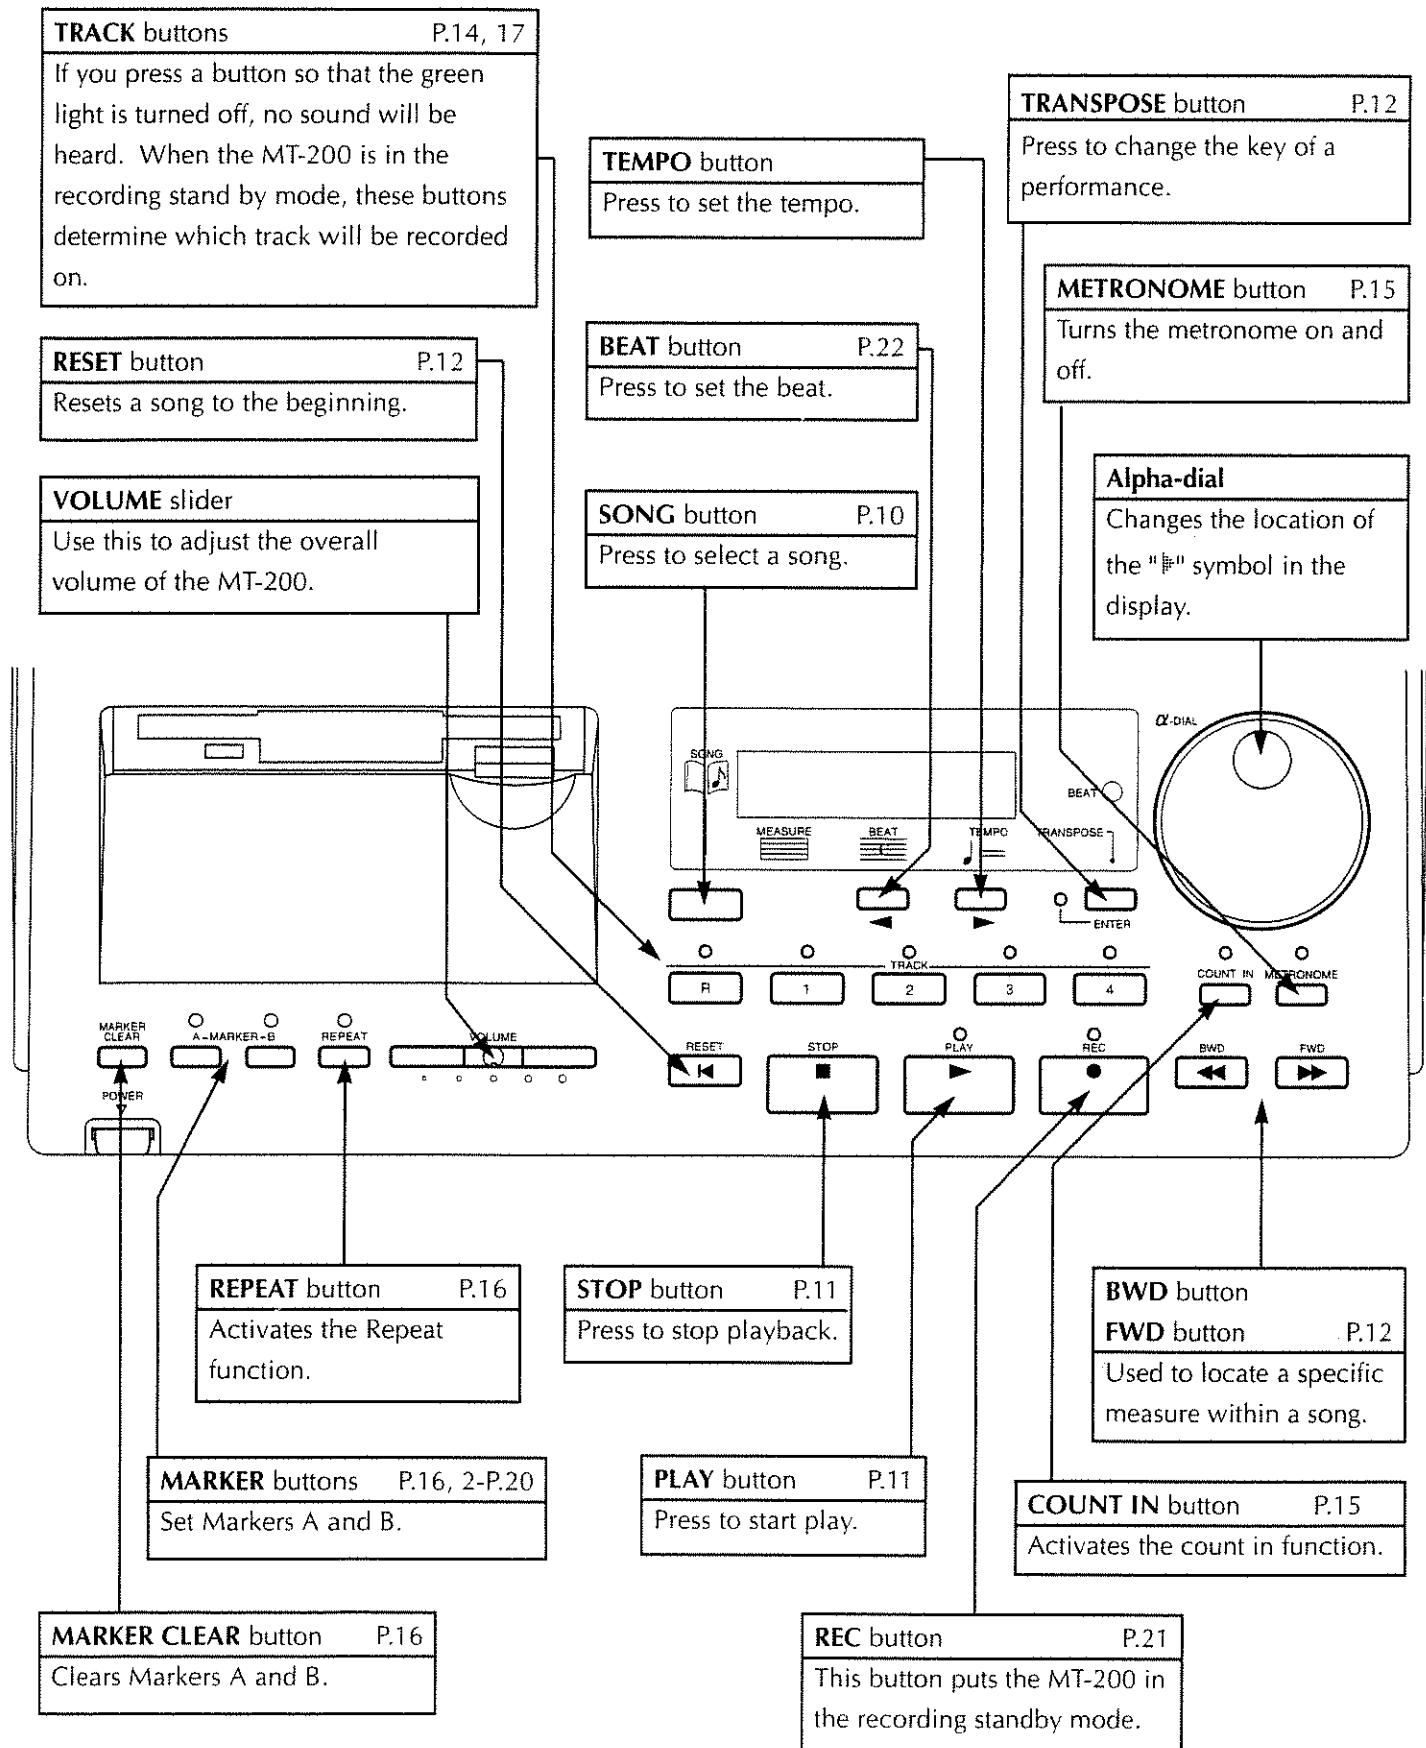 TRACK buttons P.14, 17
If you press a button so that the green
light is turned off, no sound will be
heard. When the MT-200 is in the
recording stand by mode, these buttons
determine which track will be recorded
on.
TEMPO button
Press to set the tempo.
TRANSPOSE button P.12
Press to change the key of a
performance.
RESET button P.12
Resets a song to the beginning.
BEAT button P.22
Press to set the beat.
METRONOME button P.15
Turns the metronome on and
off.
VOLUME slider
Use this to adjust the overall
volume of the MT-200.
SONG button P.10
Press to select a song.
Alpha-dial
Changes the location of
the "" symbol in the
display.
α-DIAL
SONG
BEAT
MEASURE BEAT TEMPO TRANSPOSE
ENTER
TRACK
R 1 2 3 4
COUNT IN METRONOME
MARKER
CLEAR
A-MARKER-B
REPEAT
VOLUME
RESET STOP PLAY REC BWD FWD
POWER
REPEAT button P.16
Activates the Repeat
function.
STOP button P.11
Press to stop playback.
BWD button
FWD button P.12
Used to locate a specific
measure within a song.
MARKER buttons P.16, 2-P.20
Set Markers A and B.
PLAY button P.11
Press to start play.
COUNT IN button P.15
Activates the count in function.
MARKER CLEAR button P.16
Clears Markers A and B.
REC button P.21
This button puts the MT-200 in
the recording standby mode.